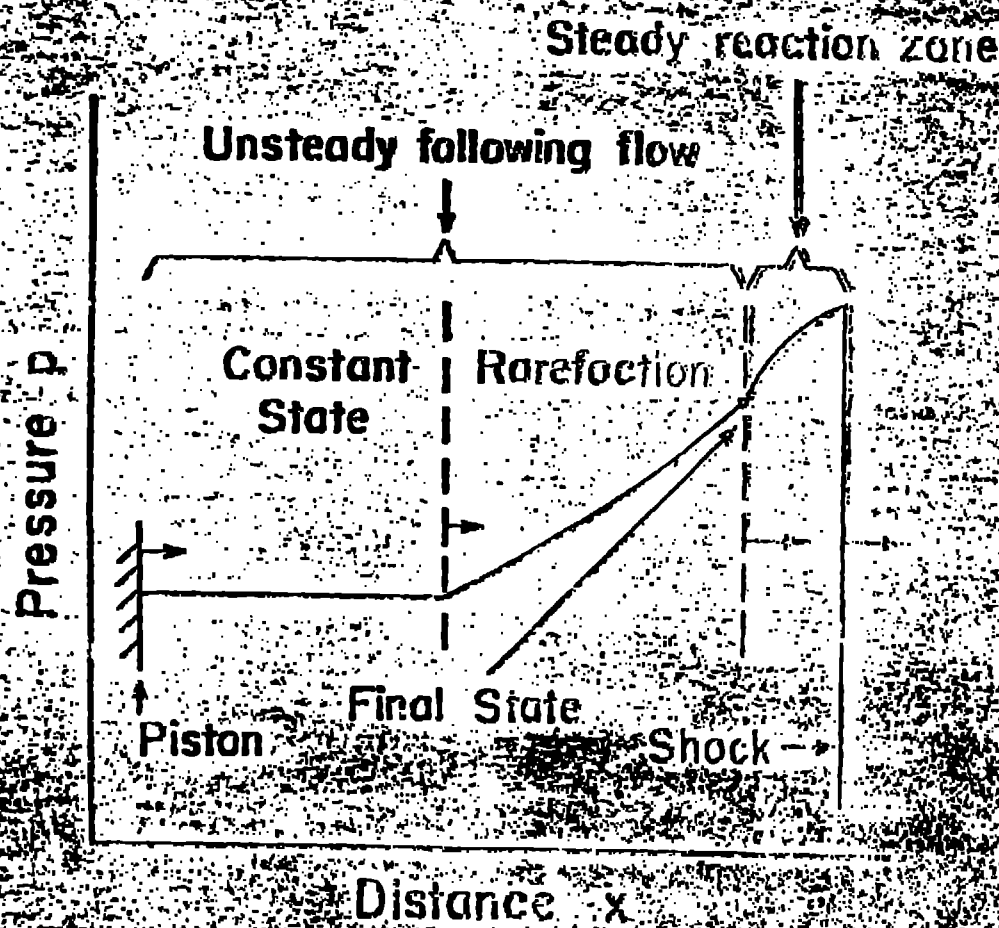 Steady reaction zone
Unsteady following flow
Constant
State
Rarefaction
Pressure p
Final State
Piston
Shock
Distance x